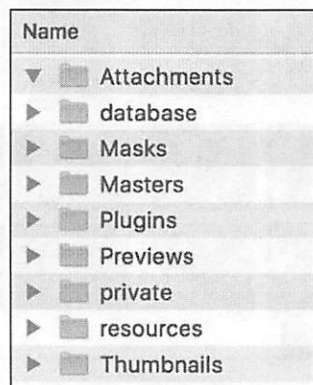 Name
Attachments
database
Masks
Masters
Plugins
Previews
private
resources
Thumbnails